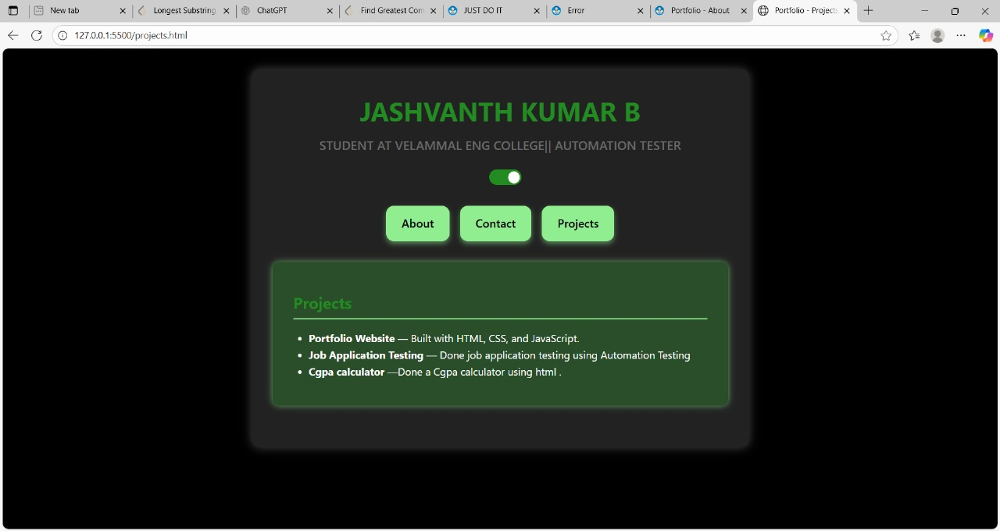 New tab
Longest Substring
ChatGPT
Find Greatest Com
JUST DO IT
Error
Portfolio - About
Portfolio - Projects
127.0.0.1:5500/projects.html
JASHVANTH KUMAR B
STUDENT AT VELAMMAL ENG COLLEGE|| AUTOMATION TESTER
About
Contact
Projects
Projects
• Portfolio Website — Built with HTML, CSS, and JavaScript.
• Job Application Testing — Done job application testing using Automation Testing
• Cgpa calculator —Done a Cgpa calculator using html .